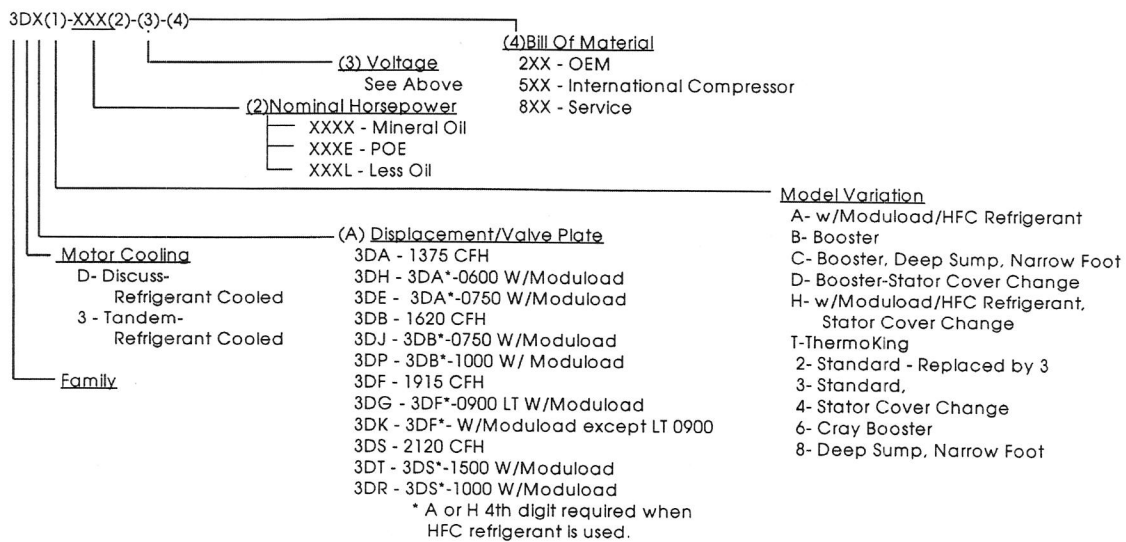 3DX(1)-XXX(2)-(3)-(4)
(4)Bill Of Material
2XX - OEM
5XX - International Compressor
8XX - Service
(3) Voltage
See Above
(2)Nominal Horsepower
XXXX - Mineral Oil
XXXE - POE
XXXL - Less Oil
Model Variation
A- w/Moduload/HFC Refrigerant
B- Booster
C- Booster, Deep Sump, Narrow Foot
D- Booster-Stator Cover Change
H- w/Moduload/HFC Refrigerant,
Stator Cover Change
T-ThermoKing
2- Standard - Replaced by 3
3- Standard,
4- Stator Cover Change
6- Cray Booster
8- Deep Sump, Narrow Foot
(A) Displacement/Valve Plate
3DA - 1375 CFH
3DH - 3DA*-0600 W/Moduload
3DE - 3DA*-0750 W/Moduload
3DB - 1620 CFH
3DJ - 3DB*-0750 W/Moduload
3DP - 3DB*-1000 W/ Moduload
3DF - 1915 CFH
3DG - 3DF*-0900 LT W/Moduload
3DK - 3DF*- W/Moduload except LT 0900
3DS - 2120 CFH
3DT - 3DS*-1500 W/Moduload
3DR - 3DS*-1000 W/Moduload
* A or H 4th digit required when
HFC refrigerant is used.
Motor Cooling
D- Discuss-
Refrigerant Cooled
3 - Tandem-
Refrigerant Cooled
Family